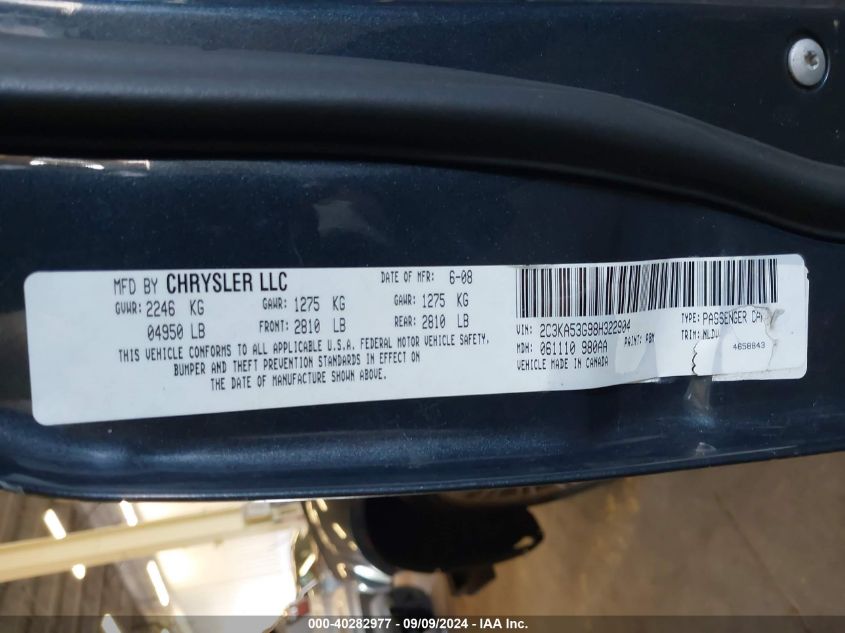 MFD BY CHRYSLER LLC
DATE OF MFR: 6-08
GVWR: 2246 KG
GAWR: 1275 KG
GAWR: 1275 KG
04950 LB
FRONT: 2810 LB
REAR: 2810 LB
THIS VEHICLE CONFORMS TO ALL APPLICABLE U.S.A. FEDERAL MOTOR VEHICLE SAFETY,
BUMPER AND THEFT PREVENTION STANDARDS IN EFFECT ON
THE DATE OF MANUFACTURE SHOWN ABOVE.
VIN: 2C3KA53G98H322904
TYPE: PASSENGER CAR
MDH: 061110 980AA
PAINT: PBM
TRIM:
VEHICLE MADE IN CANADA
4658843
000-40282977 - 09/09/2024 - IAA Inc.